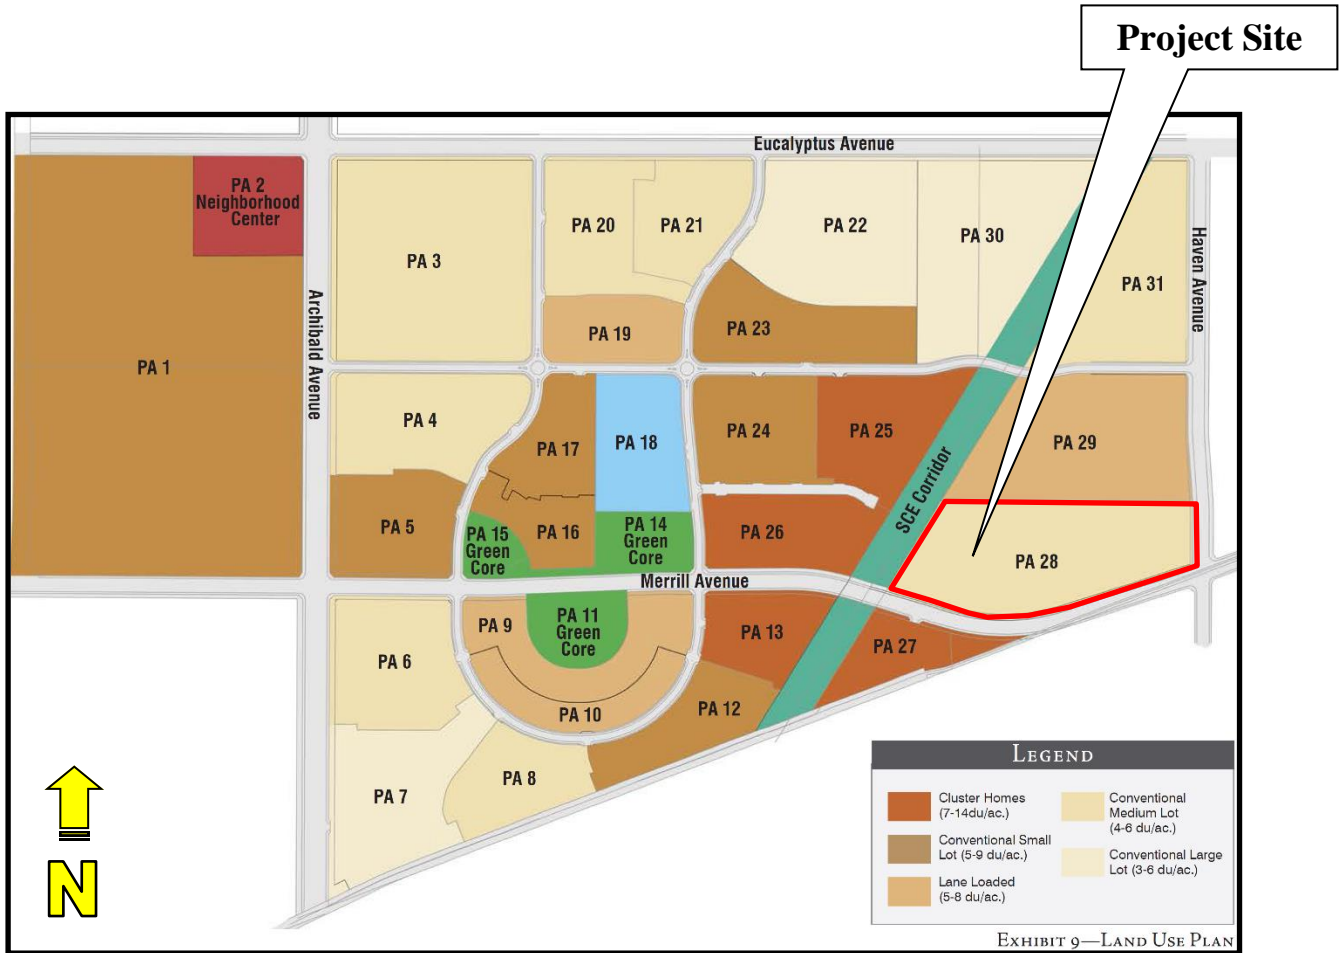 Project Site
Eucalyptus Avenue
PA 2
Neighborhood
Center
PA 20
PA 21
PA 22
PA 30
Haven Avenue
PA 3
PA 31
Archibald Avenue
PA 19
PA 23
PA 1
PA 4
PA 17
PA 18
PA 24
PA 25
PA 29
SCE Corridor
PA 5
PA 15
Green
Core
PA 16
PA 14
Green
Core
PA 26
PA 28
Merrill Avenue
PA 9
PA 11
Green
Core
PA 13
PA 27
PA 6
PA 10
PA 12
PA 7
PA 8
N
LEGEND
Cluster Homes
(7-14du/ac.)
Conventional Small
Lot (5-9 du/ac.)
Lane Loaded
(5-8 du/ac.)
Conventional
Medium Lot
(4-6 du/ac.)
Conventional Large
Lot (3-6 du/ac.)
EXHIBIT 9—LAND USE PLAN